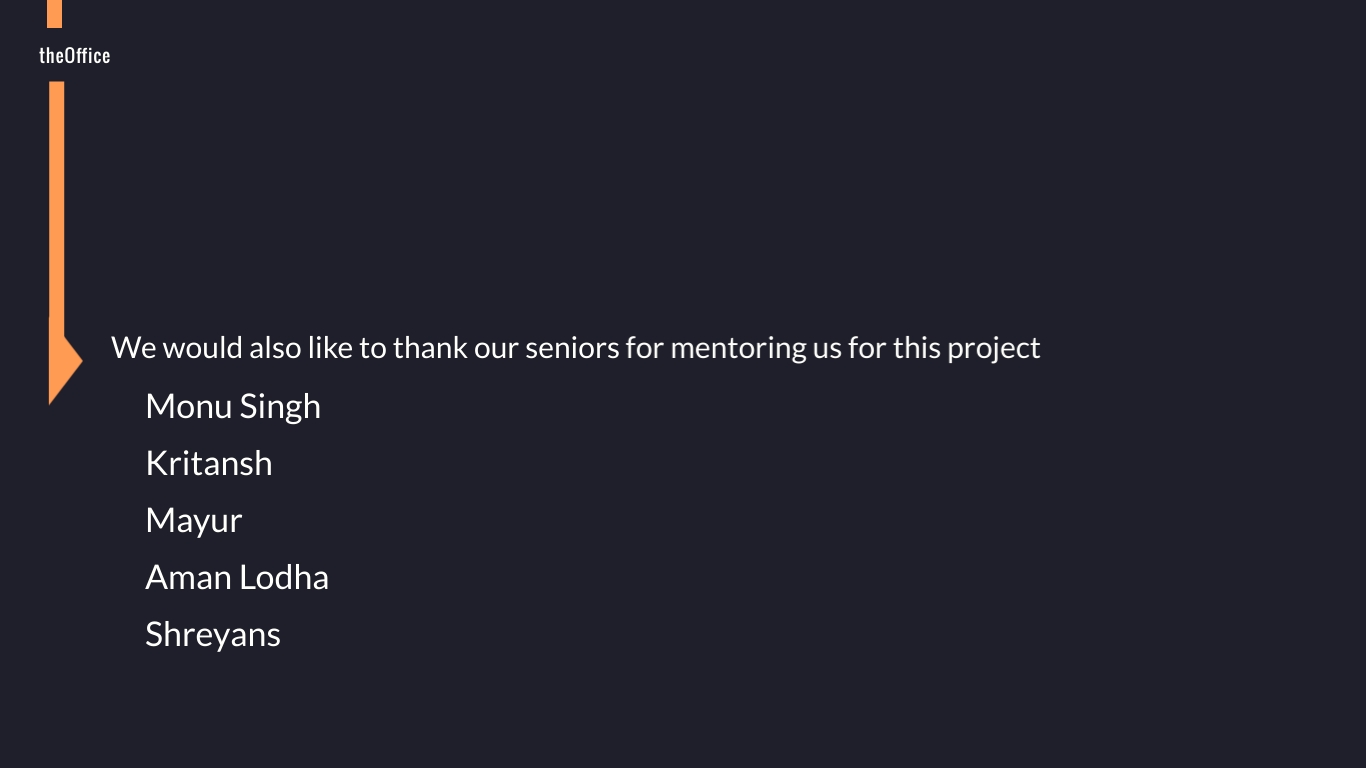 theOffice
We would also like to thank our seniors for mentoring us for this project
Monu Singh
Kritansh
Mayur
Aman Lodha
Shreyans